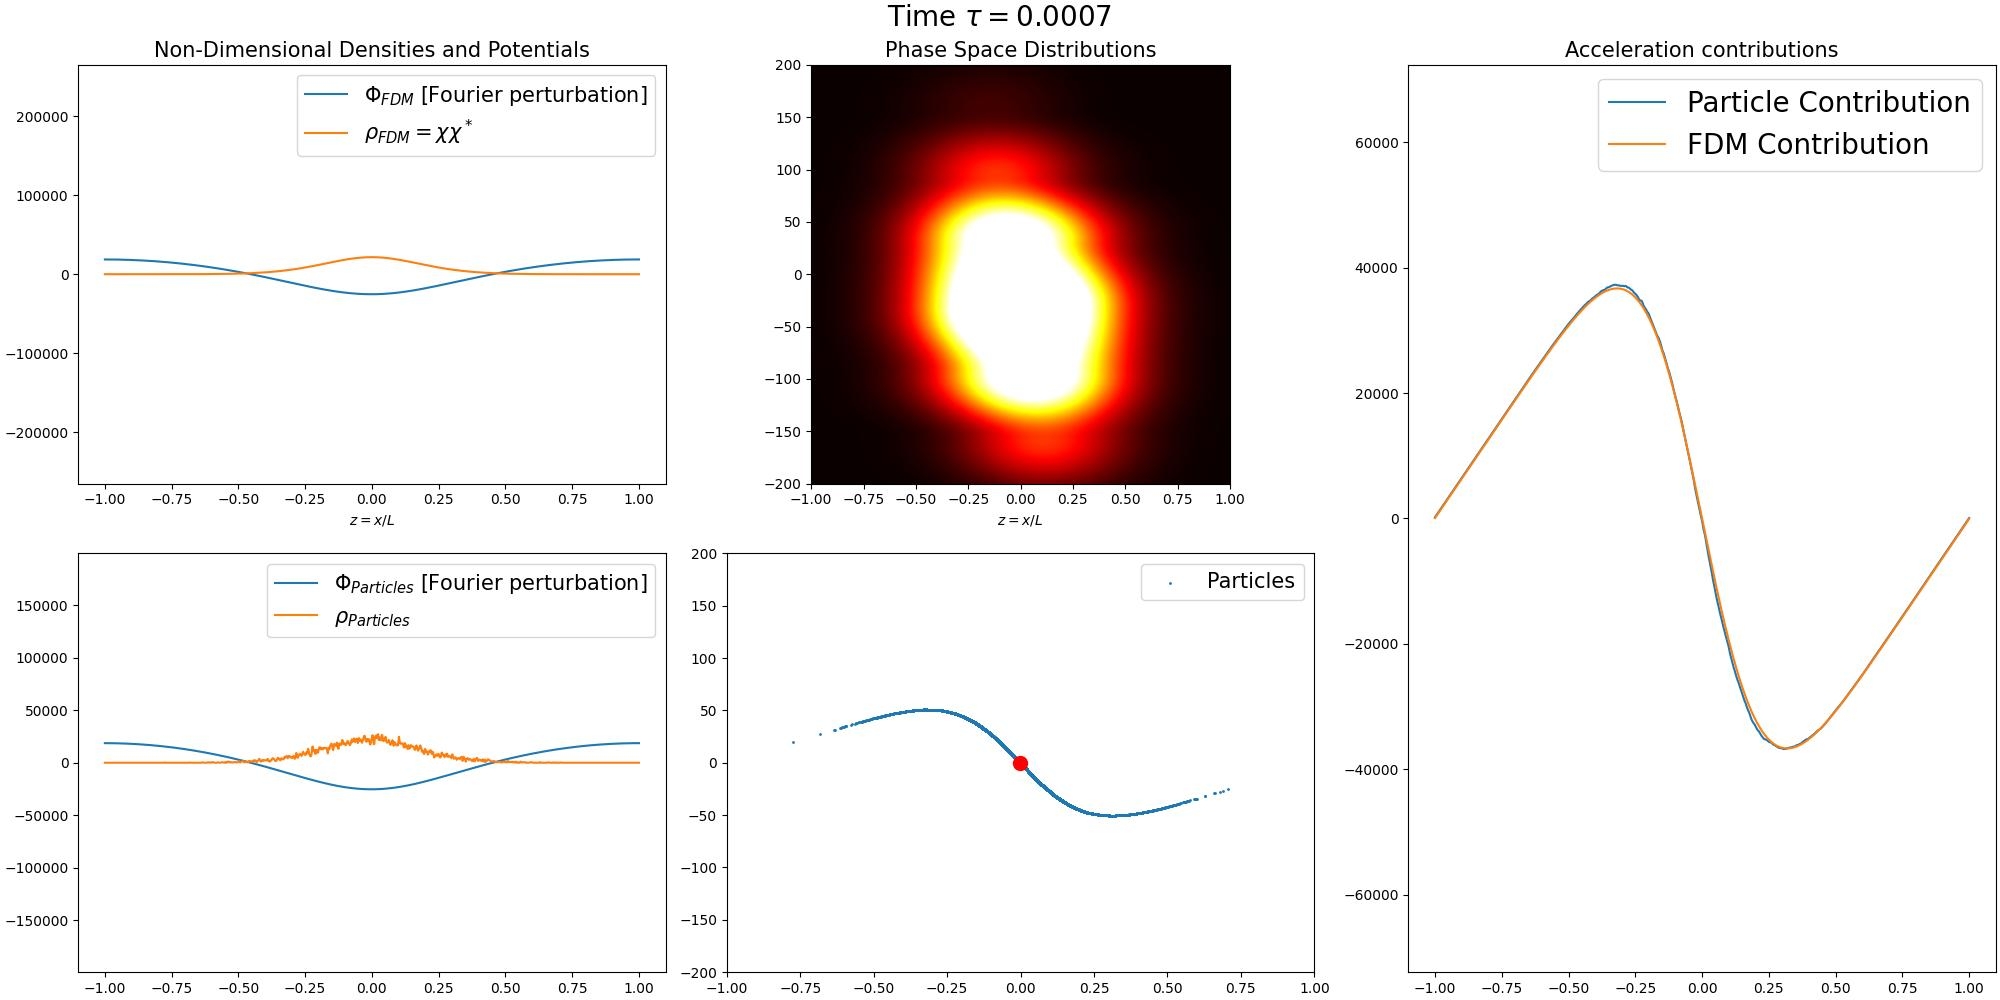 Time τ = 0.0007
Non-Dimensional Densities and Potentials
Φ_FDM [Fourier perturbation]
ρ_FDM = χχ*
200000
100000
0
−100000
−200000
−1.00 −0.75 −0.50 −0.25 0.00 0.25 0.50 0.75 1.00
z = x/L
Phase Space Distributions
200
150
100
50
0
−50
−100
−150
−200
−1.00 −0.75 −0.50 −0.25 0.00 0.25 0.50 0.75 1.00
z = x/L
Acceleration contributions
Particle Contribution
FDM Contribution
60000
40000
20000
0
−20000
−40000
−60000
−1.00 −0.75 −0.50 −0.25 0.00 0.25 0.50 0.75 1.00
Φ_Particles [Fourier perturbation]
ρ_Particles
150000
100000
50000
0
−50000
−100000
−150000
−1.00 −0.75 −0.50 −0.25 0.00 0.25 0.50 0.75 1.00
Particles
200
150
100
50
0
−50
−100
−150
−200
−1.00 −0.75 −0.50 −0.25 0.00 0.25 0.50 0.75 1.00